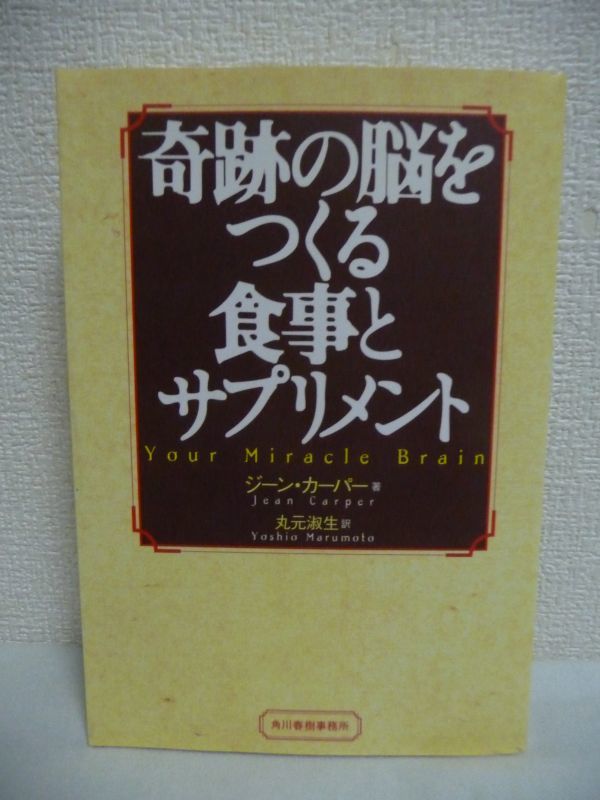 奇跡の脳を
つくる
食事と
サプリメント
Your Miracle Brain
ジーン・カーパー 著
Jean Carper
丸元淑生 訳
Yoshio Marumoto
角川春樹事務所